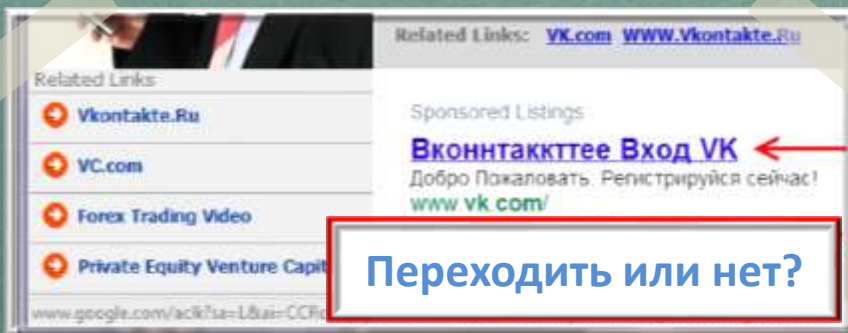 Related Links: VK.com WWW.Vkontakte.Ru
Related Links
Vkontakte.Ru
VC.com
Forex Trading Video
Private Equity Venture Capit
Sponsored Listings
Вконнтаккттее Вход VK
Добро Пожаловать. Регистрируйся сейчас!
www.vk.com/
Переходить или нет?
www.google.com/aclk?sa=L&ai=CCRo